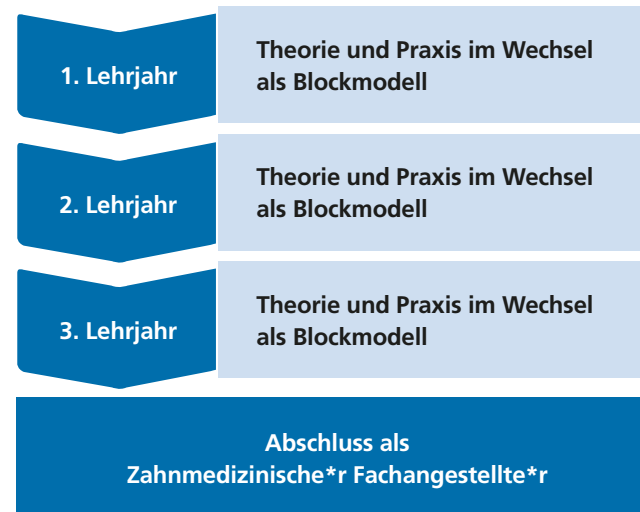 1. Lehrjahr
Theorie und Praxis im Wechsel
als Blockmodell
2. Lehrjahr
Theorie und Praxis im Wechsel
als Blockmodell
3. Lehrjahr
Theorie und Praxis im Wechsel
als Blockmodell
Abschluss als
Zahnmedizinische*r Fachangestellte*r